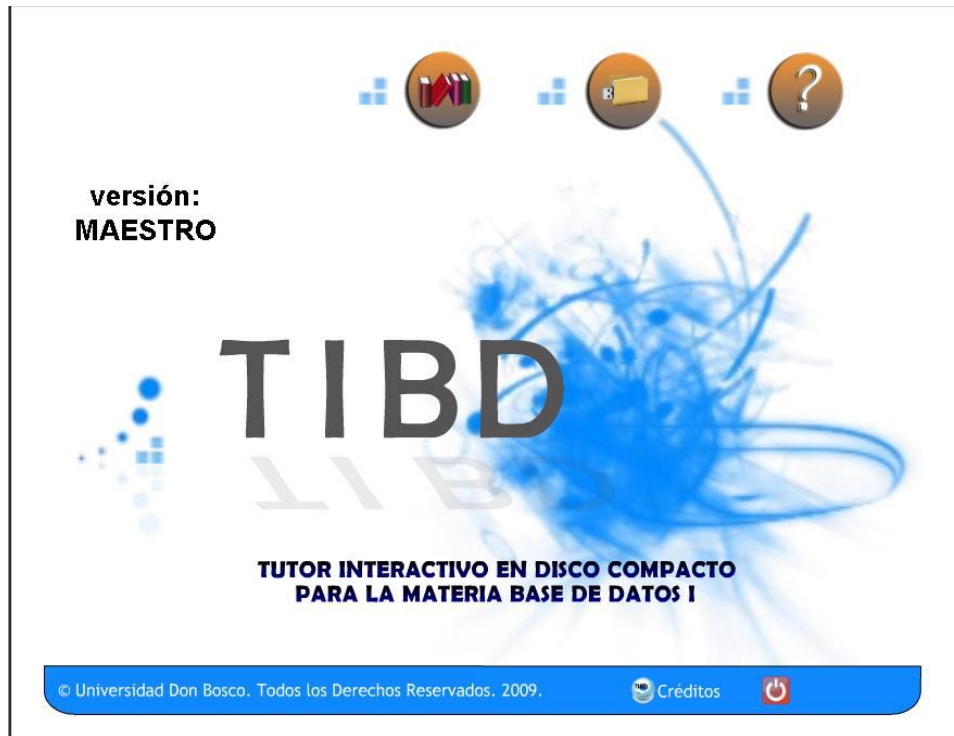 versión:
MAESTRO
TIBD
TUTOR INTERACTIVO EN DISCO COMPACTO
PARA LA MATERIA BASE DE DATOS I
© Universidad Don Bosco. Todos los Derechos Reservados. 2009.
Créditos